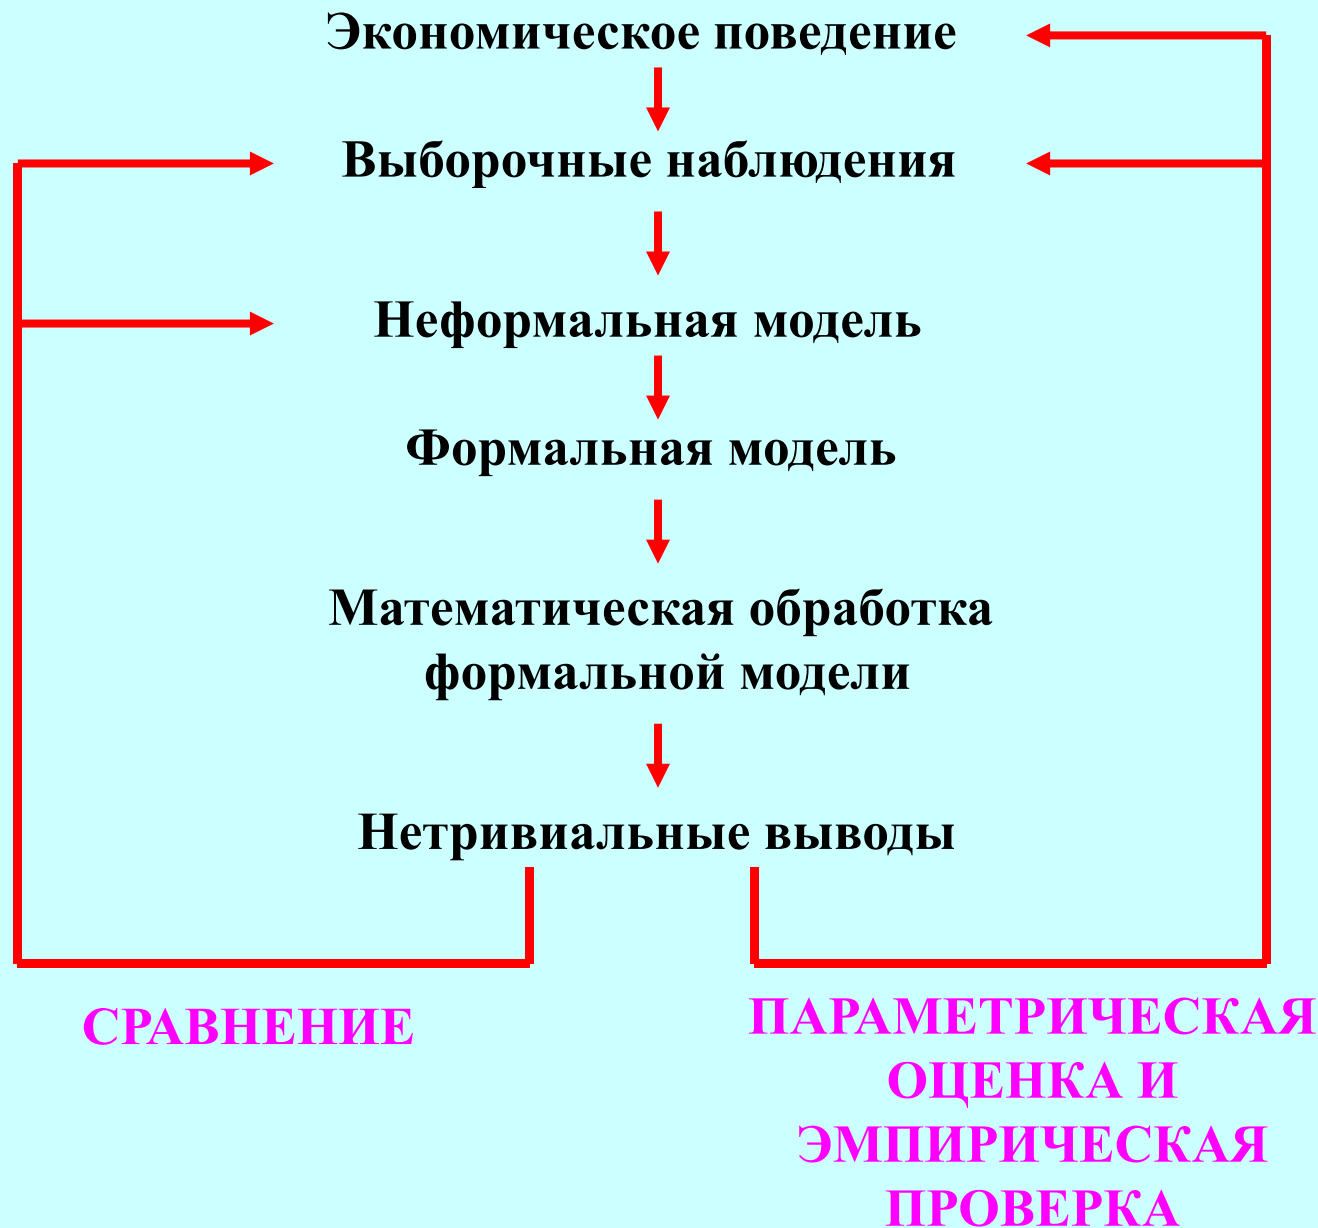 Экономическое поведение
Выборочные наблюдения
Неформальная модель
Формальная модель
Математическая обработка
формальной модели
Нетривиальные выводы
СРАВНЕНИЕ
ПАРАМЕТРИЧЕСКАЯ
ОЦЕНКА И
ЭМПИРИЧЕСКАЯ
ПРОВЕРКА